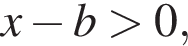 x − b > 0,